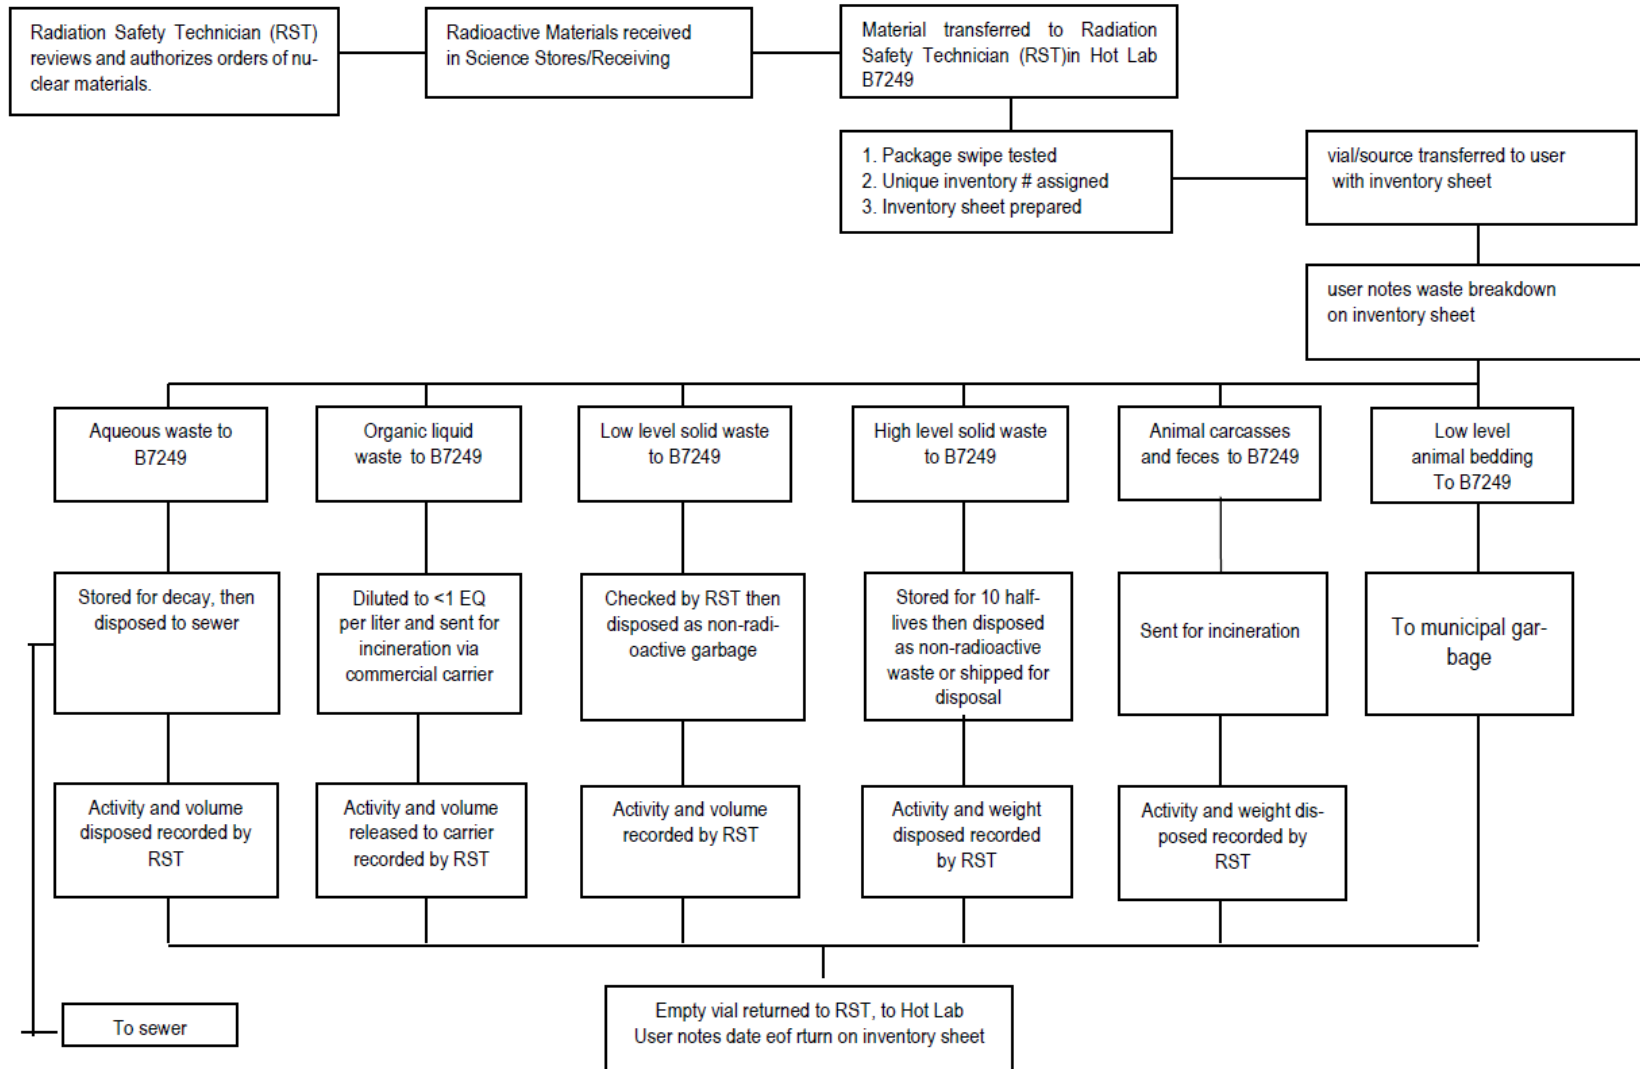 Radiation Safety Technician (RST)
reviews and authorizes orders of nu-
clear materials.
Radioactive Materials received
in Science Stores/Receiving
Material transferred to Radiation
Safety Technician (RST)in Hot Lab
B7249
1. Package swipe tested
2. Unique inventory # assigned
3. Inventory sheet prepared
vial/source transferred to user
with inventory sheet
user notes waste breakdown
on inventory sheet
Aqueous waste to
B7249
Organic liquid
waste to B7249
Low level solid waste
to B7249
High level solid waste
to B7249
Animal carcasses
and feces to B7249
Low level
animal bedding
To B7249
Stored for decay, then
disposed to sewer
Diluted to <1 EQ
per liter and sent for
incineration via
commercial carrier
Checked by RST then
disposed as non-radi-
oactive garbage
Stored for 10 half-
lives then disposed
as non-radioactive
waste or shipped for
disposal
Sent for incineration
To municipal gar-
bage
Activity and volume
disposed recorded by
RST
Activity and volume
released to carrier
recorded by RST
Activity and volume
recorded by RST
Activity and weight
disposed recorded
by RST
Activity and weight dis-
posed recorded by
RST
To sewer
Empty vial returned to RST, to Hot Lab
User notes date eof rturn on inventory sheet